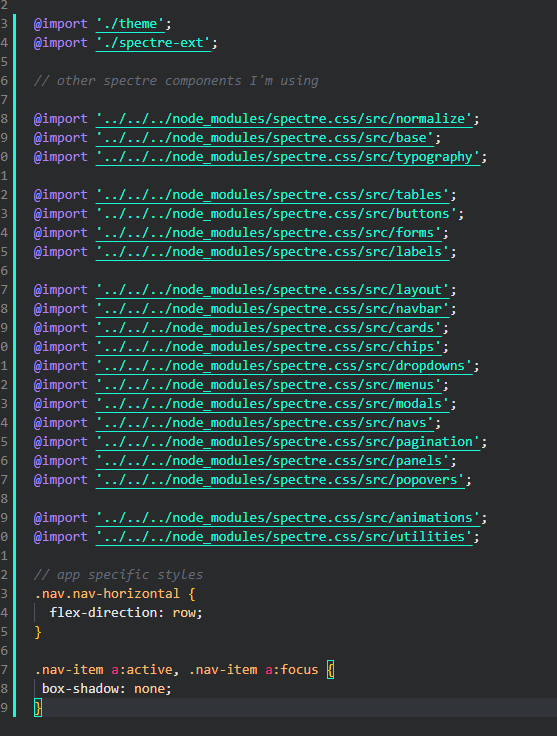 2
3 @import './theme';
4 @import './spectre-ext';
5
6 // other spectre components I'm using
7
8 @import '../../../node_modules/spectre.css/src/normalize';
9 @import '../../../node_modules/spectre.css/src/base';
0 @import '../../../node_modules/spectre.css/src/typography';
1
2 @import '../../../node_modules/spectre.css/src/tables';
3 @import '../../../node_modules/spectre.css/src/buttons';
4 @import '../../../node_modules/spectre.css/src/forms';
5 @import '../../../node_modules/spectre.css/src/labels';
6
7 @import '../../../node_modules/spectre.css/src/layout';
8 @import '../../../node_modules/spectre.css/src/navbar';
9 @import '../../../node_modules/spectre.css/src/cards';
0 @import '../../../node_modules/spectre.css/src/chips';
1 @import '../../../node_modules/spectre.css/src/dropdowns';
2 @import '../../../node_modules/spectre.css/src/menus';
3 @import '../../../node_modules/spectre.css/src/modals';
4 @import '../../../node_modules/spectre.css/src/navs';
5 @import '../../../node_modules/spectre.css/src/pagination';
6 @import '../../../node_modules/spectre.css/src/panels';
7 @import '../../../node_modules/spectre.css/src/popovers';
8
9 @import '../../../node_modules/spectre.css/src/animations';
0 @import '../../../node_modules/spectre.css/src/utilities';
1
2 // app specific styles
3 .nav.nav-horizontal {
4 flex-direction: row;
5 }
6
7 .nav-item a:active, .nav-item a:focus {
8 box-shadow: none;
9 }